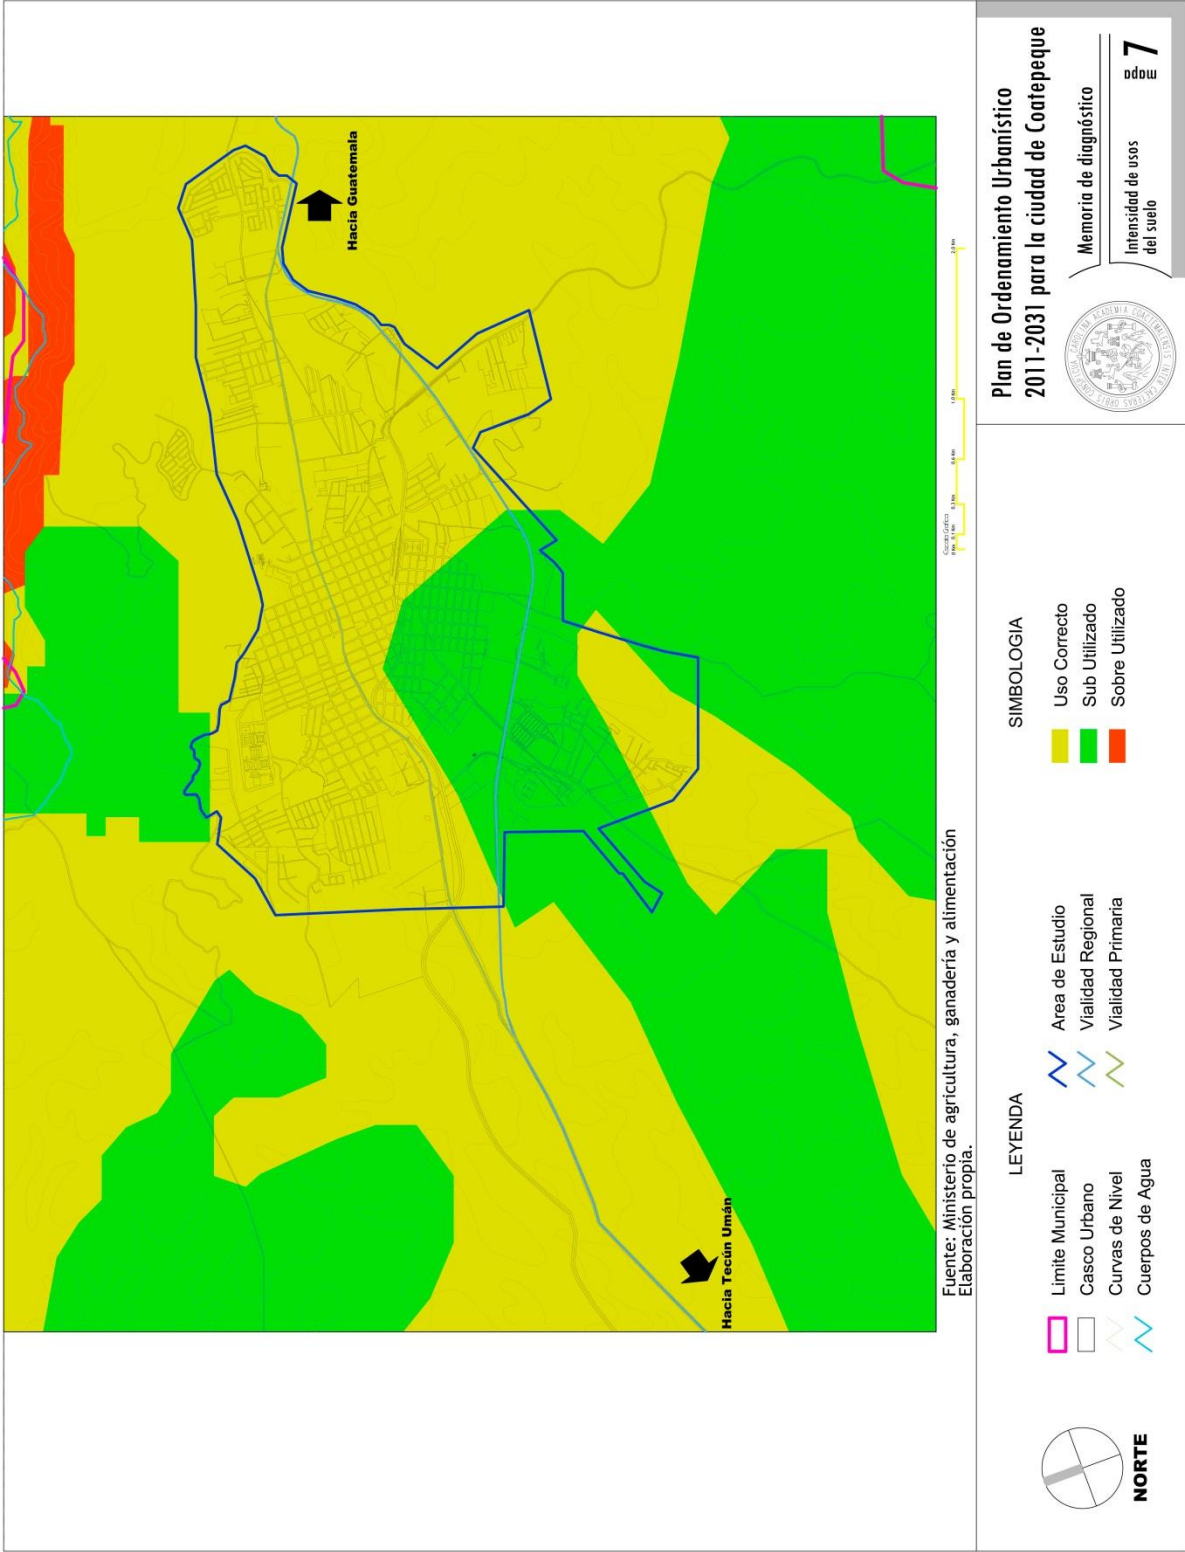 Hacia Guatemala
Hacia Tecún Umán
Escala Gráfica
Fuente: Ministerio de agricultura, ganadería y alimentación
Elaboración propia.
NORTE
LEYENDA
Limite Municipal
Casco Urbano
Curvas de Nivel
Cuerpos de Agua
Area de Estudio
Vialidad Regional
Vialidad Primaria
SIMBOLOGIA
Uso Correcto
Sub Utilizado
Sobre Utilizado
Plan de Ordenamiento Urbanístico
2011-2031 para la ciudad de Coatepeque
Memoria de diagnóstico
Intensidad de usos
del suelo
mapa 7